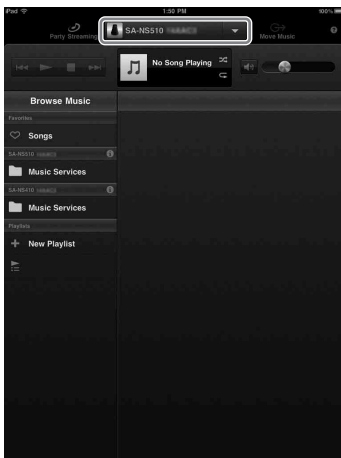 iPad 1:50 PM 100%
Party Streaming
SA-NS510
Move Music
?
No Song Playing
Browse Music
Favorites
Songs
SA-NS510
Music Services
SA-NS410
Music Services
Playlists
New Playlist